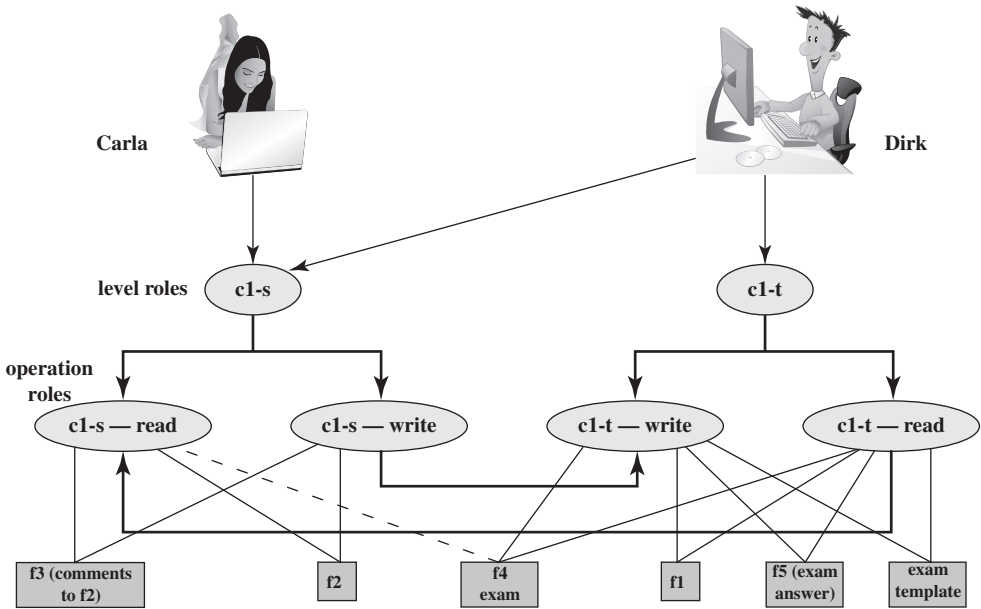 Carla
Dirk
level roles
c1-s
c1-t
operation
roles
c1-s — read
c1-s — write
c1-t — write
c1-t — read
f3 (comments
to f2)
f2
f4
exam
f1
f5 (exam
answer)
exam
template